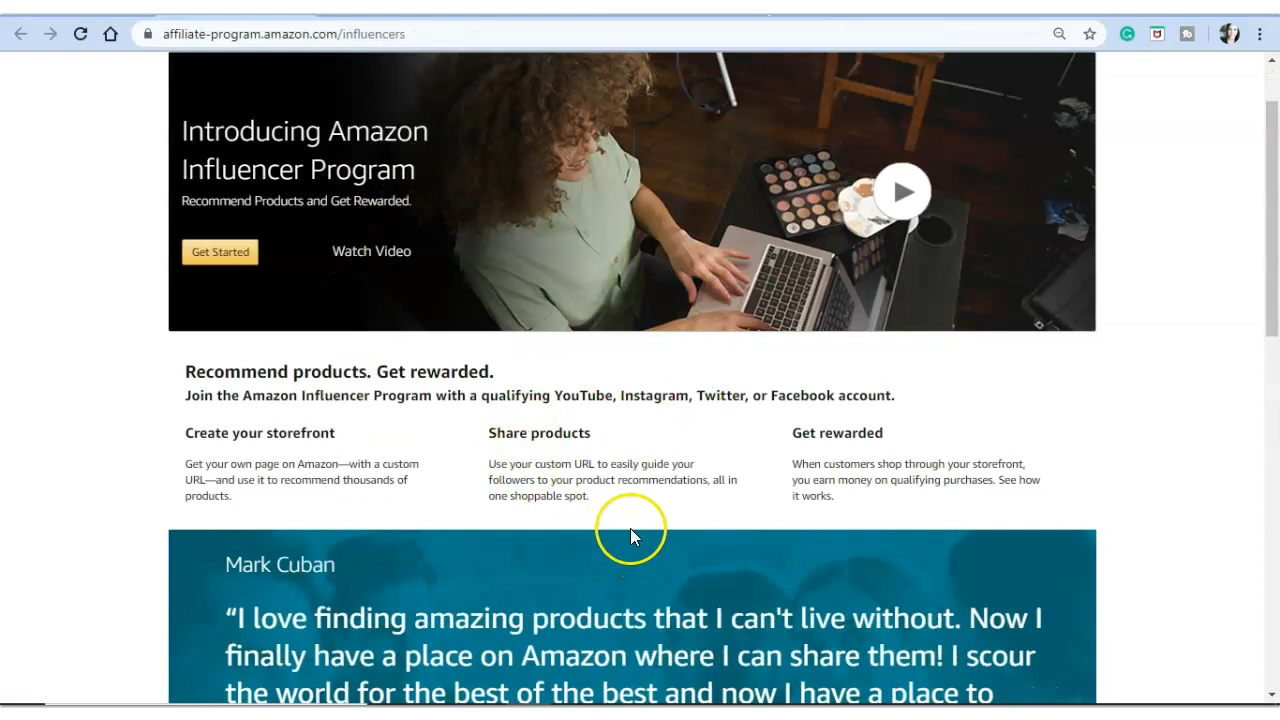 affiliate-program.amazon.com/influencers
Introducing Amazon
Influencer Program
Recommend Products and Get Rewarded.
Get Started
Watch Video
Recommend products. Get rewarded.
Join the Amazon Influencer Program with a qualifying YouTube, Instagram, Twitter, or Facebook account.
Create your storefront
Get your own page on Amazon—with a custom
URL—and use it to recommend thousands of
products.
Share products
Use your custom URL to easily guide your
followers to your product recommendations, all in
one shoppable spot.
Get rewarded
When customers shop through your storefront,
you earn money on qualifying purchases. See how
it works.
Mark Cuban
“I love finding amazing products that I can't live without. Now I
finally have a place on Amazon where I can share them! I scour
the world for the best of the best and now I have a place to